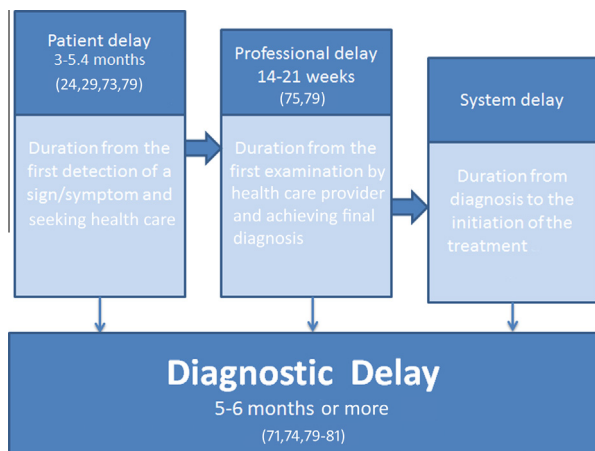 Patient delay
3-5.4 months
(24,29,73,79)
Duration from the
first detection of a
sign/symptom and
seeking health care
Professional delay
14-21 weeks
(75,79)
Duration from the
first examination by
health care provider
and achieving final
diagnosis
System delay
Duration from
diagnosis to the
initiation of the
treatment
Diagnostic Delay
5-6 months or more
(71,74,79-81)